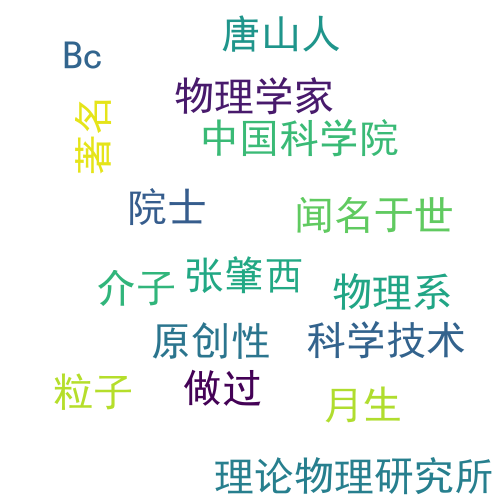 唐山人
Bc
物理学家
著名
中国科学院
院士
闻名于世
张肇西
介子
物理系
原创性
科学技术
做过
粒子
月生
理论物理研究所